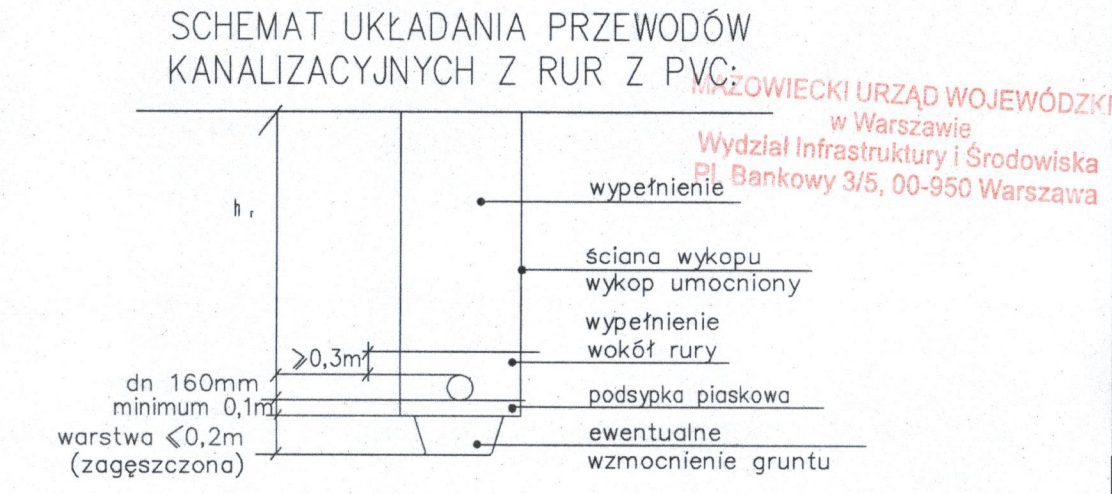 SCHEMAT UKŁADANIA PRZEWODÓW
KANALIZACYJNYCH Z RUR Z PVC:
MAZOWIECKI URZĄD WOJEWÓDZKI
w Warszawie
Wydział Infrastruktury i Środowiska
Pl. Bankowy 3/5, 00-950 Warszawa
wypełnienie
hr
ściana wykopu
wykop umocniony
wypełnienie
wokół rury
⩾0,3m
dn 160mm
minimum 0,1m
podsypka piaskowa
warstwa ⩽0,2m
(zagęszczona)
ewentualne
wzmocnienie gruntu